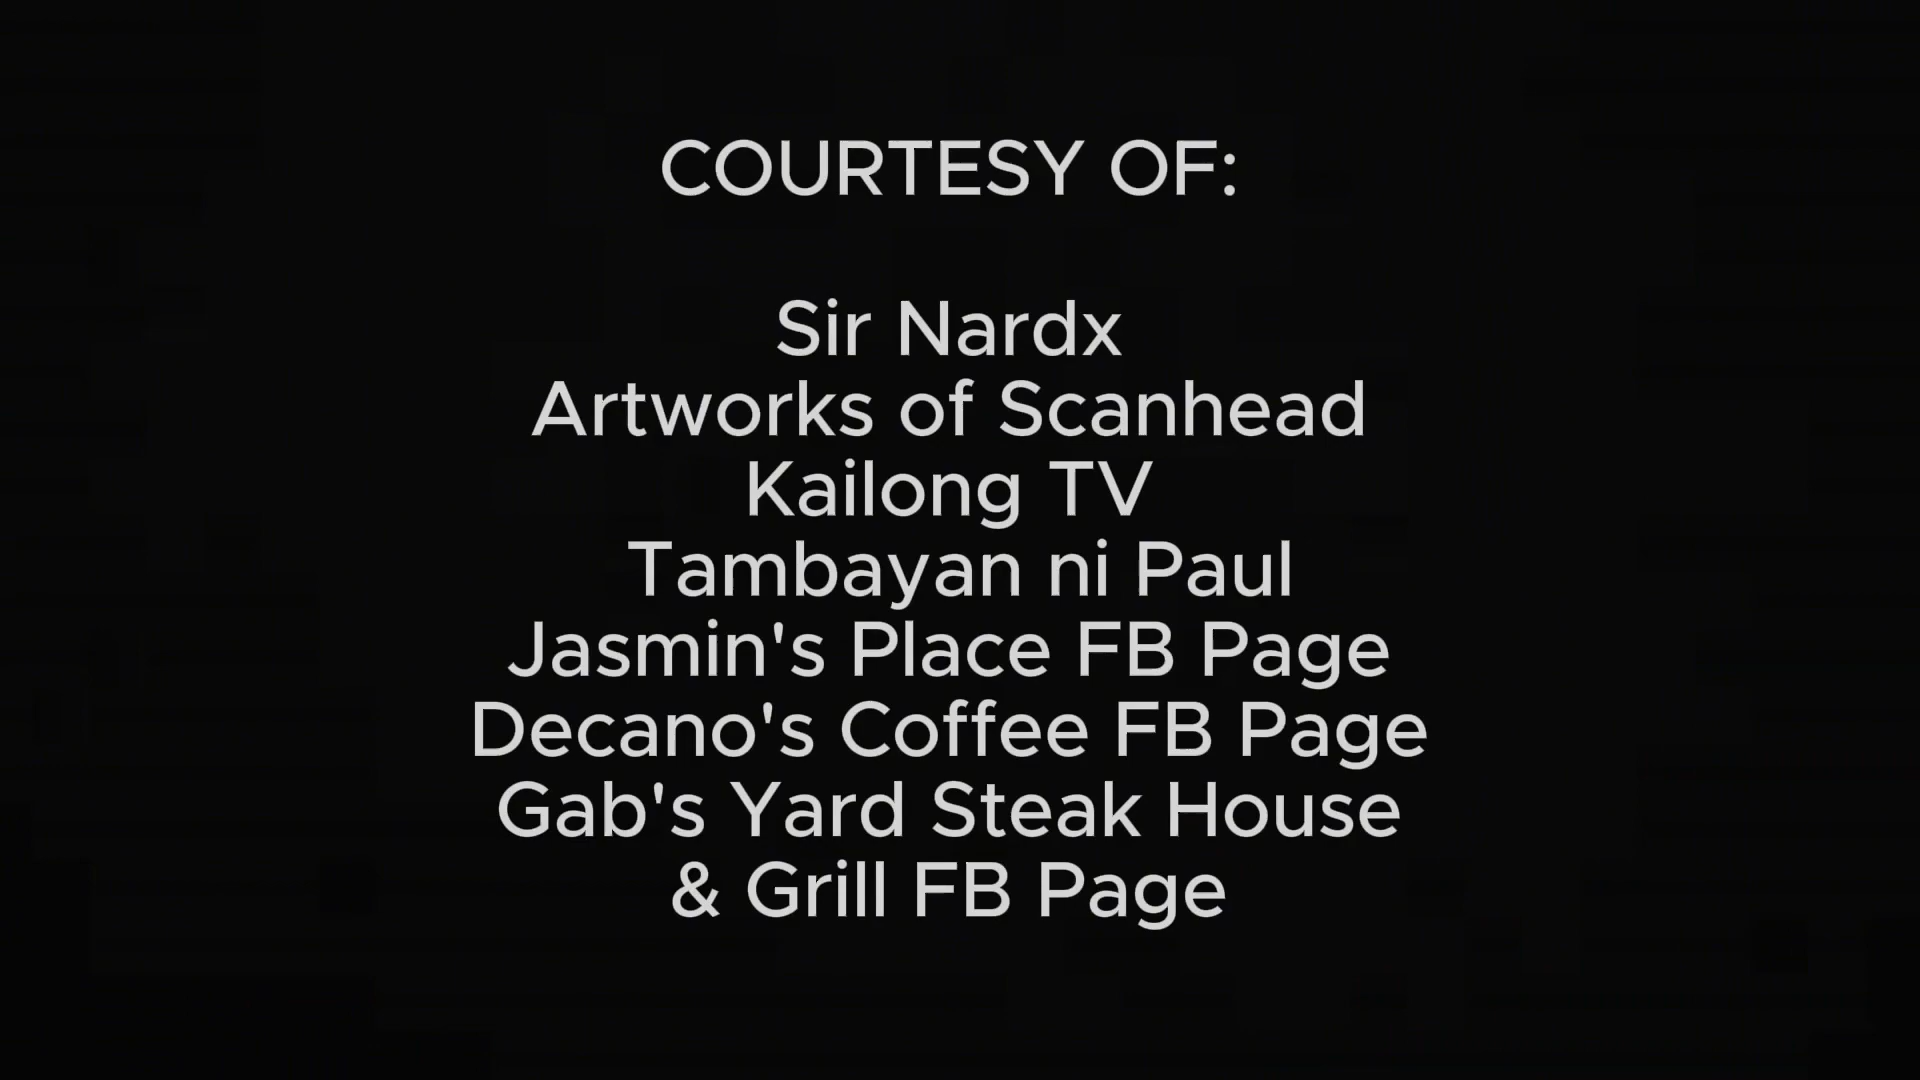 COURTESY OF:
Sir Nardx
Artworks of Scanhead
Kailong TV
Tambayan ni Paul
Jasmin's Place FB Page
Decano's Coffee FB Page
Gab's Yard Steak House
& Grill FB Page